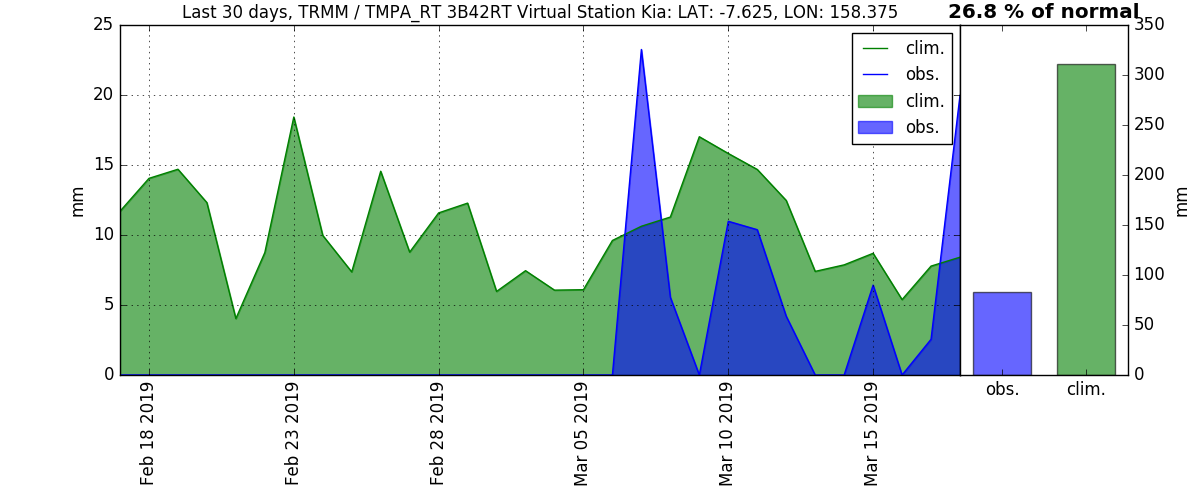 Last 30 days, TRMM / TMPA_RT 3B42RT Virtual Station Kia: LAT: -7.625, LON: 158.375
26.8 % of normal
25
20
15
10
5
0
mm
clim.
obs.
clim.
obs.
350
300
250
200
150
100
50
0
mm
Feb 18 2019
Feb 23 2019
Feb 28 2019
Mar 05 2019
Mar 10 2019
Mar 15 2019
obs.
clim.